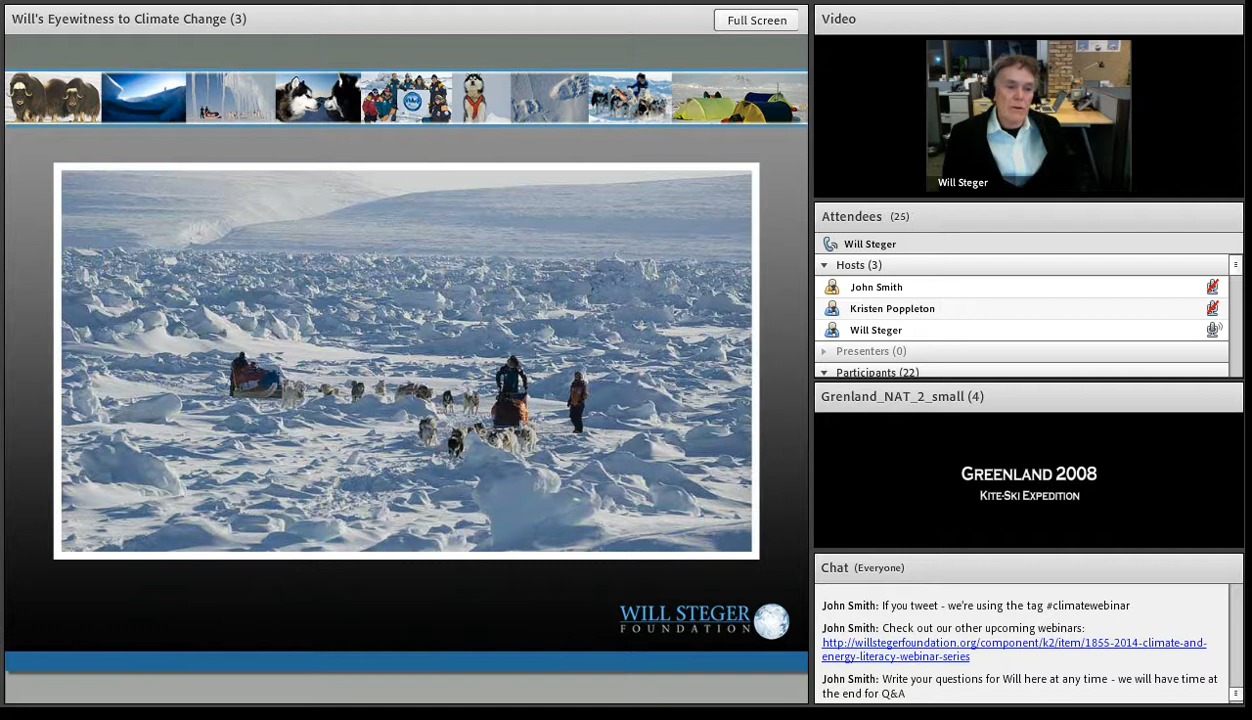 Will's Eyewitness to Climate Change (3)
Full Screen
WILL STEGER
FOUNDATION
Video
Will Steger
Attendees (25)
Will Steger
Hosts (3)
John Smith
Kristen Poppleton
Will Steger
Presenters (0)
Participants (22)
Grenland_NAT_2_small (4)
GREENLAND 2008
KITE-SKI EXPEDITION
Chat (Everyone)
John Smith: If you tweet - we're using the tag #climatewebinar
John Smith: Check out our other upcoming webinars:
http://willstegerfoundation.org/component/k2/item/1855-2014-climate-and-
energy-literacy-webinar-series
John Smith: Write your questions for Will here at any time - we will have time at
the end for Q&A